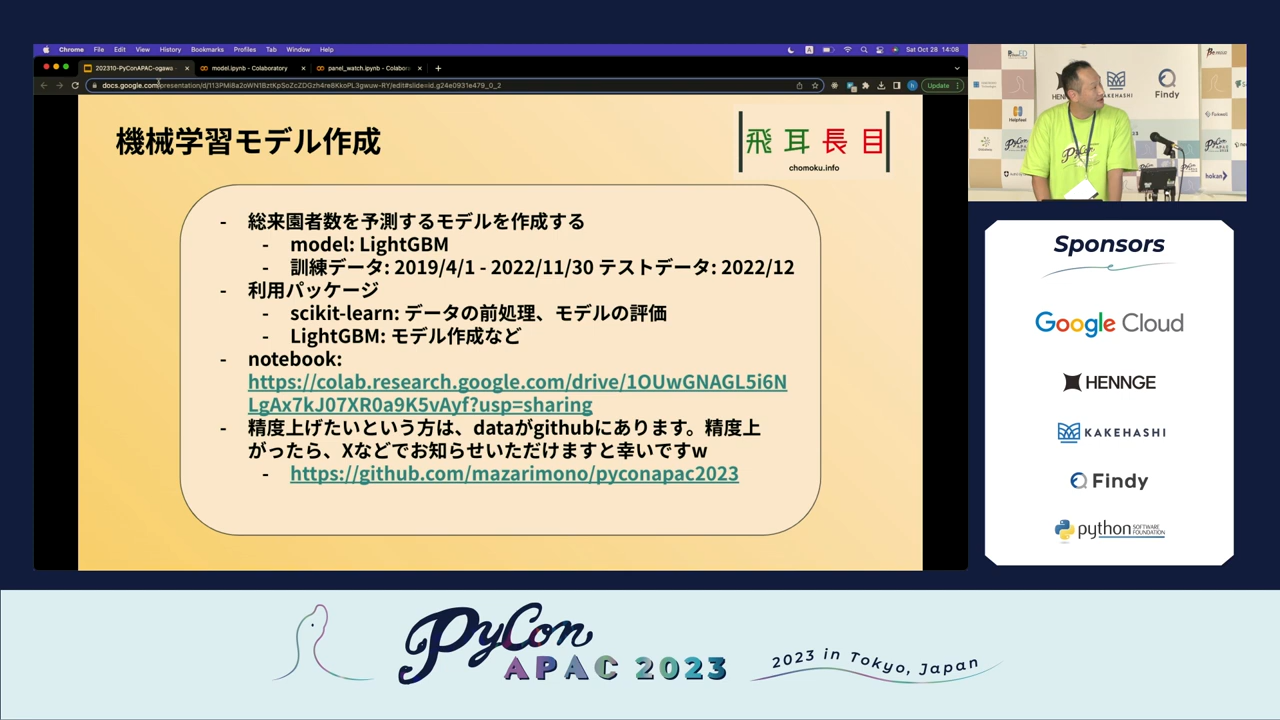 Chrome File Edit View History Bookmarks Profiles Tab Window Help
Sat Oct 28 14:08
202310-PyConAPAC-ogawa
model.ipynb - Colaboratory
panel_watch.ipynb - Colabor
Update
機械学習モデル作成
飛耳長目
chomoku.info
- 総来園者数を予測するモデルを作成する
- model: LightGBM
- 訓練データ: 2019/4/1 - 2022/11/30 テストデータ: 2022/12
- 利用パッケージ
- scikit-learn: データの前処理、モデルの評価
- LightGBM: モデル作成など
- notebook:
https://colab.research.google.com/drive/1OUwGNAGL5i6N
LgAx7kJ07XR0a9K5vAyf?usp=sharing
- 精度上げたいという方は、dataがgithubにあります。精度上
がったら、Xなどでお知らせいただけますと幸いですw
- https://github.com/mazarimono/pyconapac2023
KAKEHASHI
Findy
hokan
Sponsors
Google Cloud
HENNGE
KAKEHASHI
Findy
python SOFTWARE FOUNDATION
PyCon
APAC 2023
2023 in Tokyo, Japan